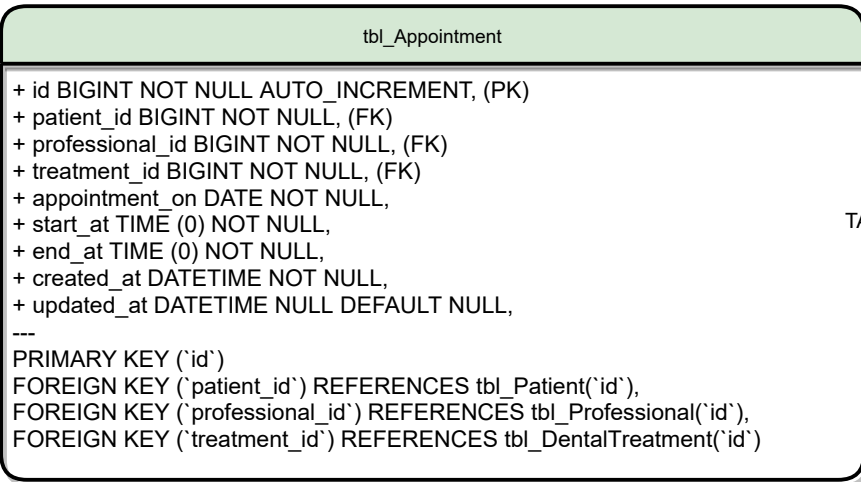 tbl_Appointment
+ id BIGINT NOT NULL AUTO_INCREMENT, (PK)
+ patient_id BIGINT NOT NULL, (FK)
+ professional_id BIGINT NOT NULL, (FK)
+ treatment_id BIGINT NOT NULL, (FK)
+ appointment_on DATE NOT NULL,
+ start_at TIME (0) NOT NULL,
+ end_at TIME (0) NOT NULL,
+ created_at DATETIME NOT NULL,
+ updated_at DATETIME NULL DEFAULT NULL,
---
PRIMARY KEY (`id`)
FOREIGN KEY (`patient_id`) REFERENCES tbl_Patient(`id`),
FOREIGN KEY (`professional_id`) REFERENCES tbl_Professional(`id`),
FOREIGN KEY (`treatment_id`) REFERENCES tbl_DentalTreatment(`id`)